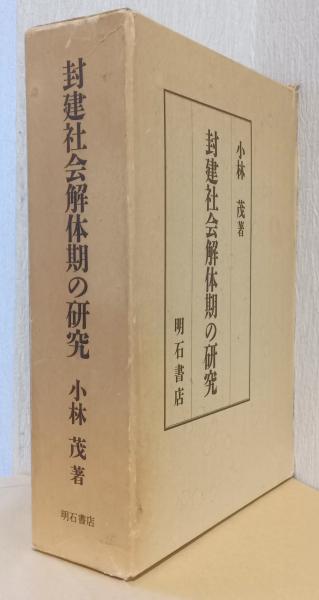 封建社会解体期の研究
小林 茂 著
明石書店
小林 茂著
封建社会解体期の研究
明石書店